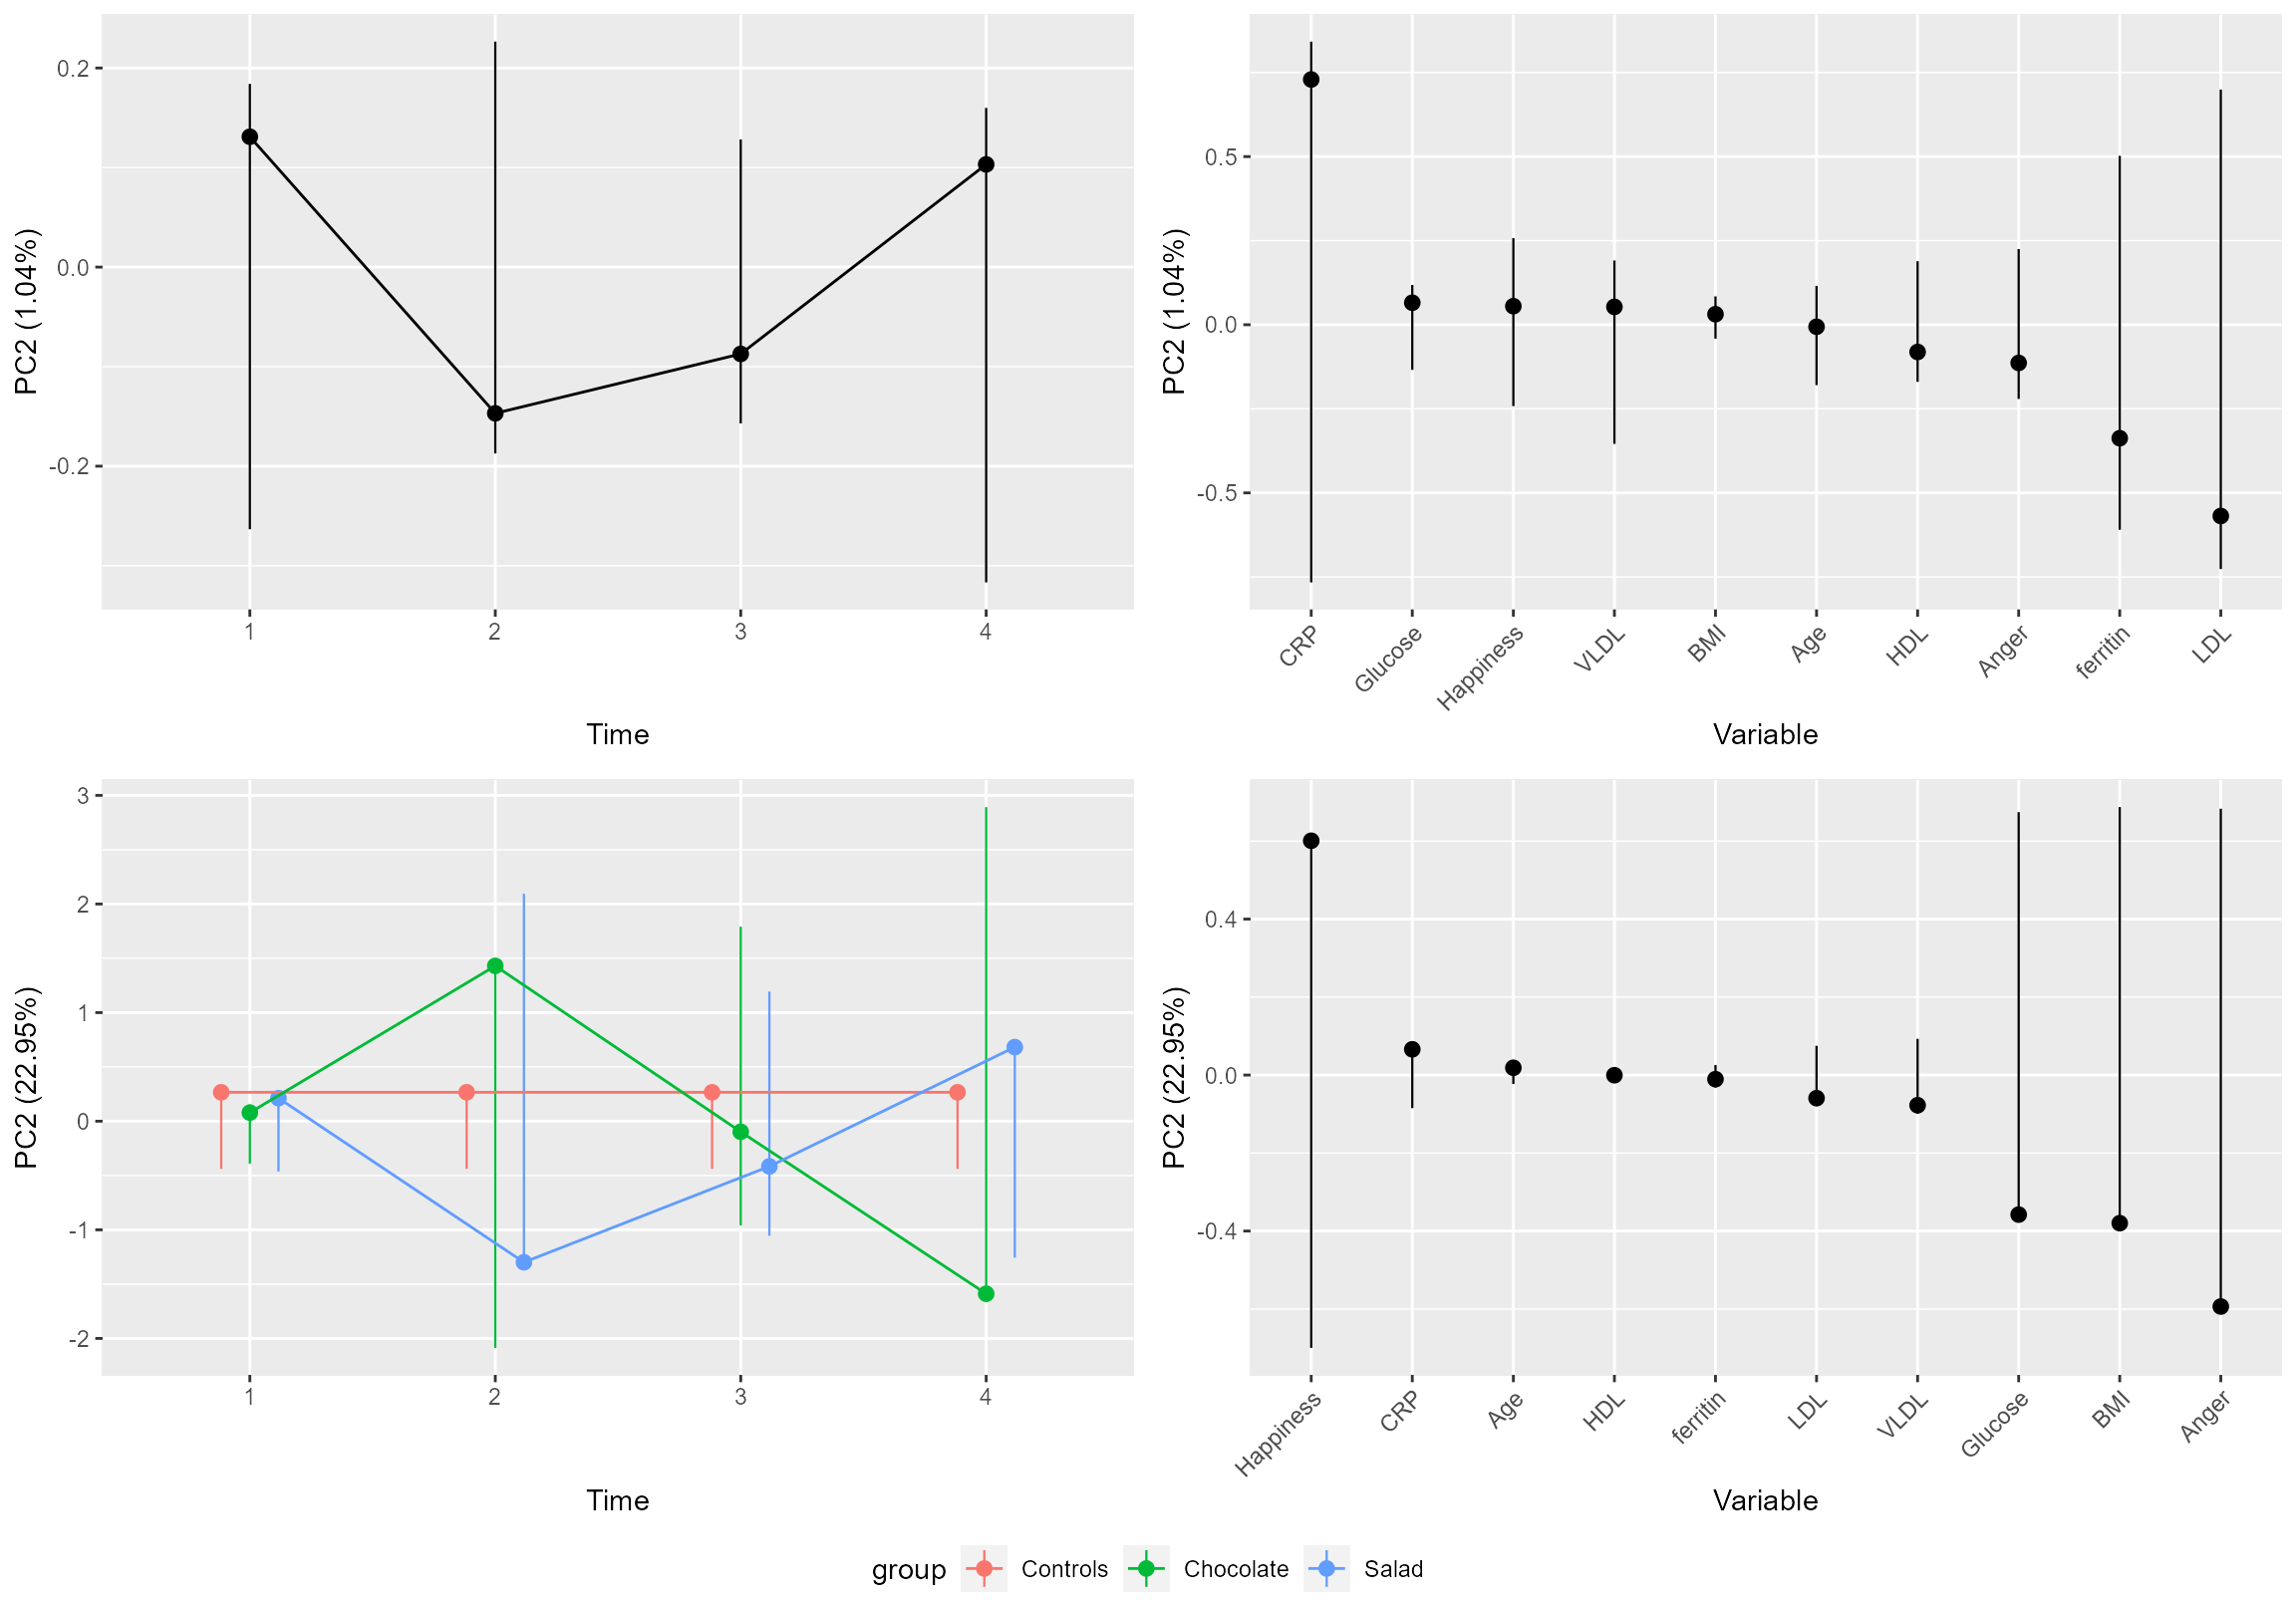 PC2 (1.04%)
0.2
0.0
-0.2
1 2 3 4
Time
PC2 (1.04%)
0.5
0.0
-0.5
CRP Glucose Happiness VLDL BMI Age HDL Anger ferritin LDL
Variable
PC2 (22.95%)
3
2
1
0
-1
-2
1 2 3 4
Time
PC2 (22.95%)
0.4
0.0
-0.4
Happiness CRP Age HDL ferritin LDL VLDL Glucose BMI Anger
Variable
group Controls Chocolate Salad